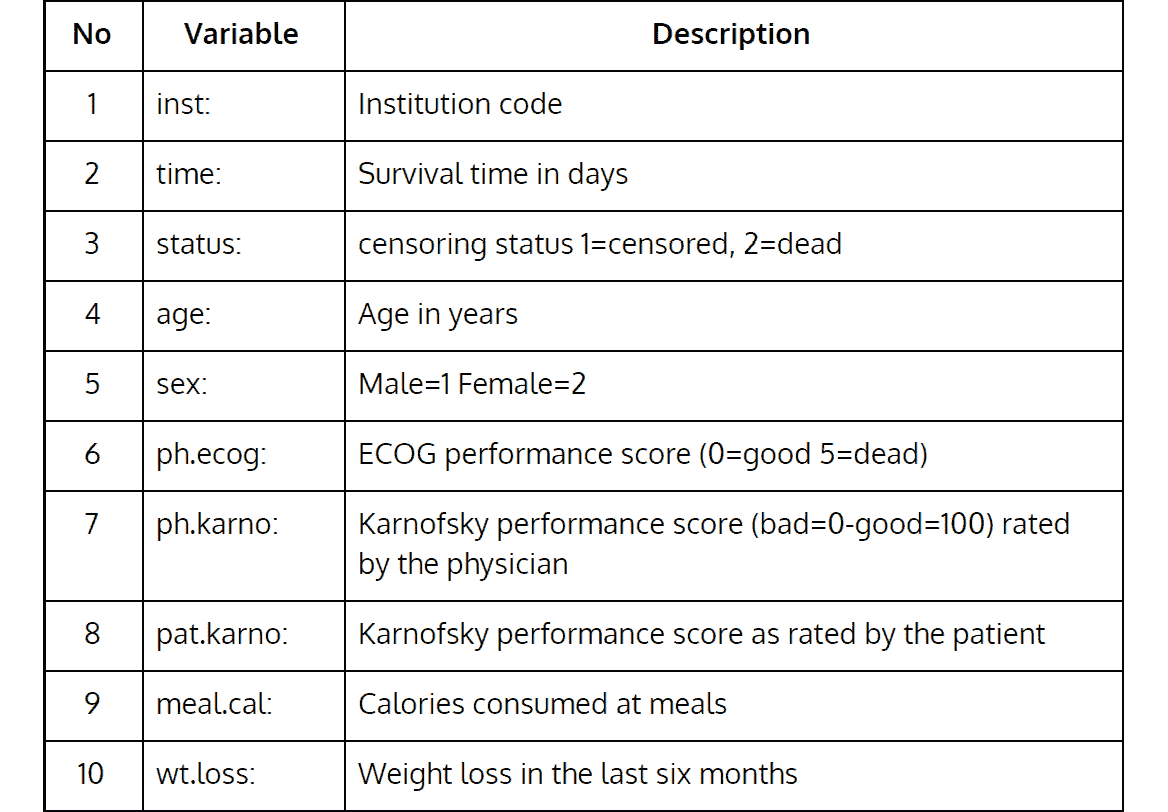 No Variable Description
1 inst: Institution code
2 time: Survival time in days
3 status: censoring status 1=censored, 2=dead
4 age: Age in years
5 sex: Male=1 Female=2
6 ph.ecog: ECOG performance score (0=good 5=dead)
7 ph.karno: Karnofsky performance score (bad=0-good=100) rated
by the physician
8 pat.karno: Karnofsky performance score as rated by the patient
9 meal.cal: Calories consumed at meals
10 wt.loss: Weight loss in the last six months